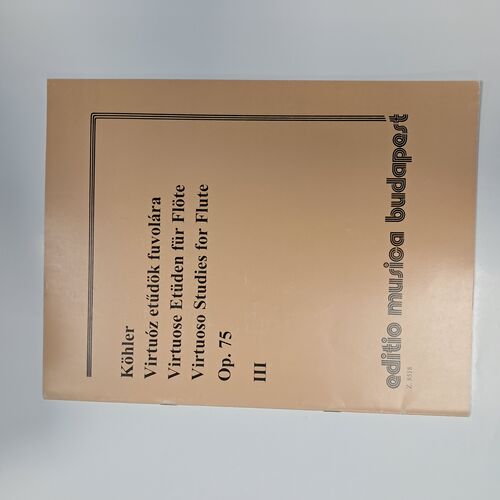 Köhler
Virtuóz etűdök fuvolára
Virtuose Etüden für Flöte
Virtuoso Studies for Flute
Op. 75
III
editio musica budapest
Z. 8518